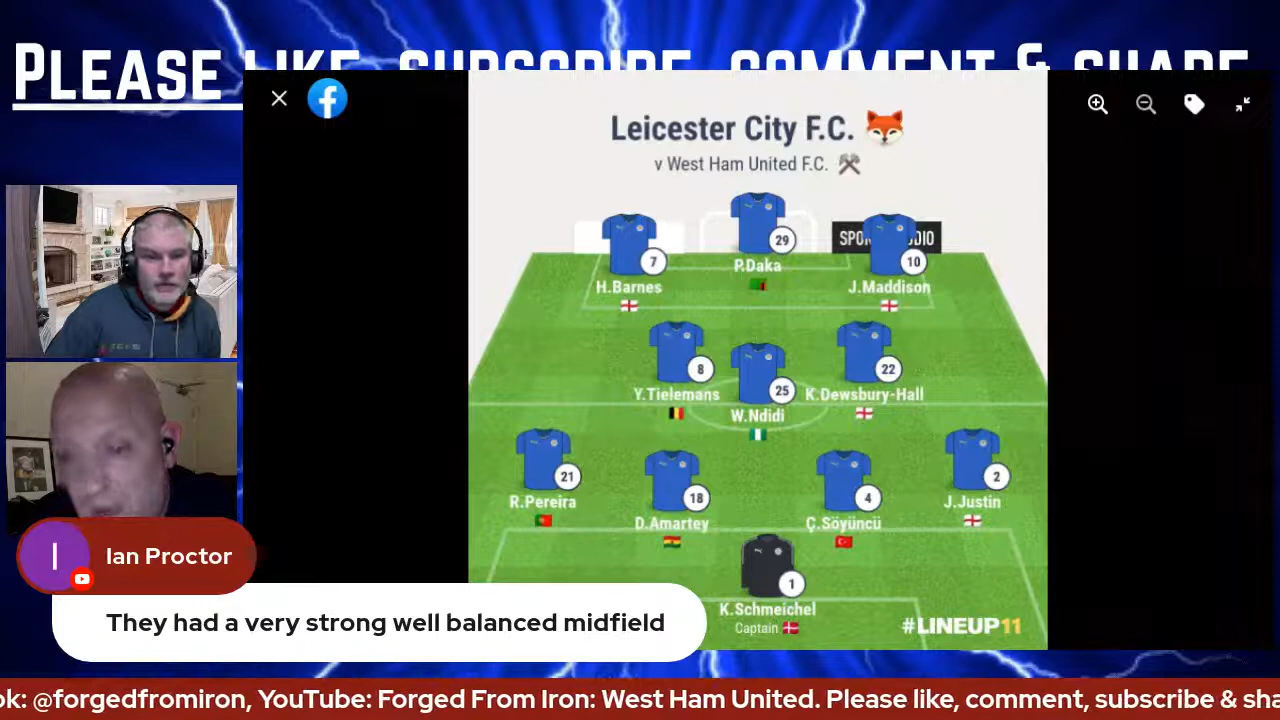 PLEASE LIKE, SUBSCRIBE, COMMENT & SHARE
Leicester City F.C.
v West Ham United F.C.
29
P.Daka
7
H.Barnes
10
J.Maddison
8
Y.Tielemans
25
W.Ndidi
22
K.Dewsbury-Hall
21
R.Pereira
18
D.Amartey
4
Ç.Söyüncü
2
J.Justin
1
K.Schmeichel
Captain
#LINEUP11
I
Ian Proctor
They had a very strong well balanced midfield
ok: @forgedfromiron, YouTube: Forged From Iron: West Ham United. Please like, comment, subscribe & sha